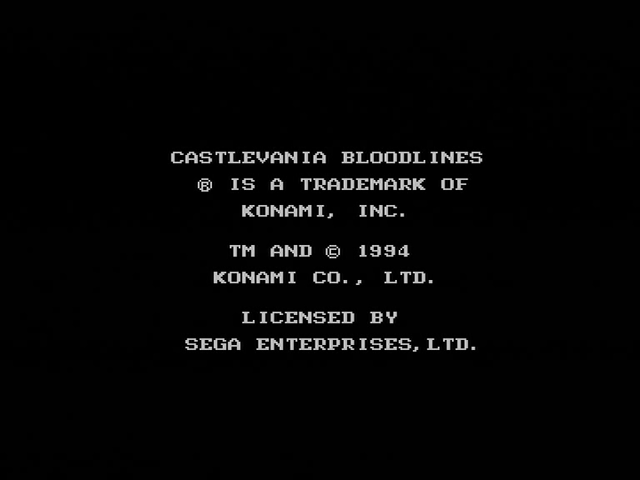 CASTLEVANIA BLOODLINES
® IS A TRADEMARK OF
KONAMI, INC.
TM AND © 1994
KONAMI CO., LTD.
LICENSED BY
SEGA ENTERPRISES,LTD.